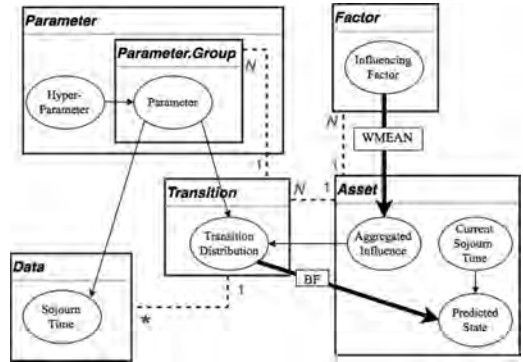 Parameter
Factor
Parameter.Group
N
Influencing
Factor
Hyper-
Parameter
Parameter
N
WMEAN
1
1
Transition
N
1
Asset
Transition
Distribution
Aggregated
Influence
Current
Sojourn
Time
Data
1
BF
Sojourn
Time
*
Predicted
State